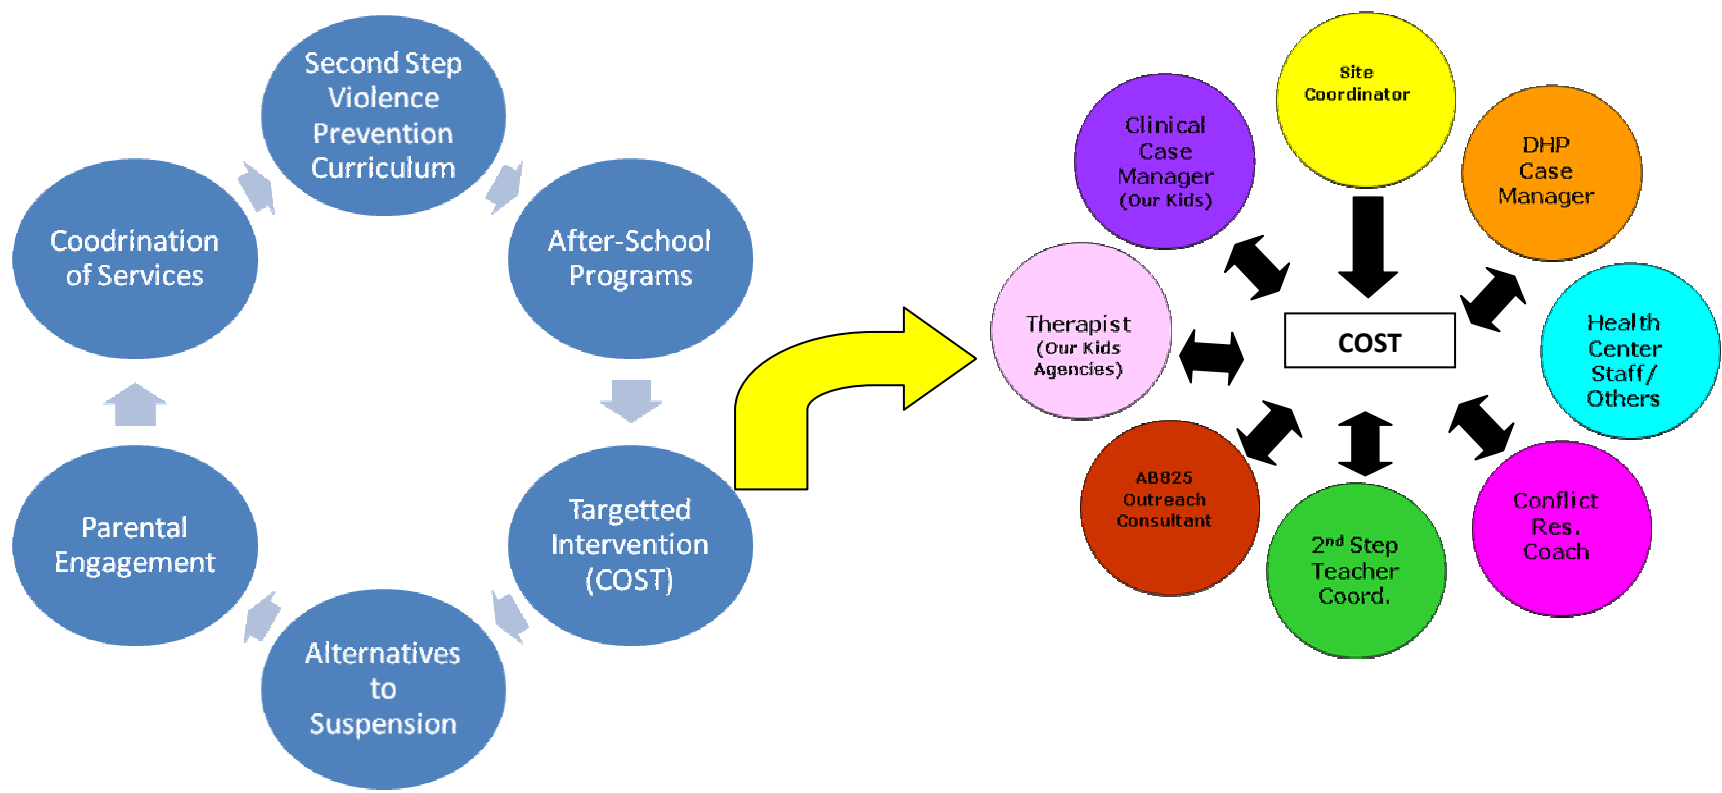 Second Step
Violence
Prevention
Curriculum
After-School
Programs
Targetted
Intervention
(COST)
Alternatives
to
Suspension
Parental
Engagement
Coodrination
of Services
Site
Coordinator
DHP
Case
Manager
Health
Center
Staff/
Others
Conflict
Res.
Coach
2nd Step
Teacher
Coord.
AB825
Outreach
Consultant
Therapist
(Our Kids
Agencies)
Clinical
Case
Manager
(Our Kids)
COST